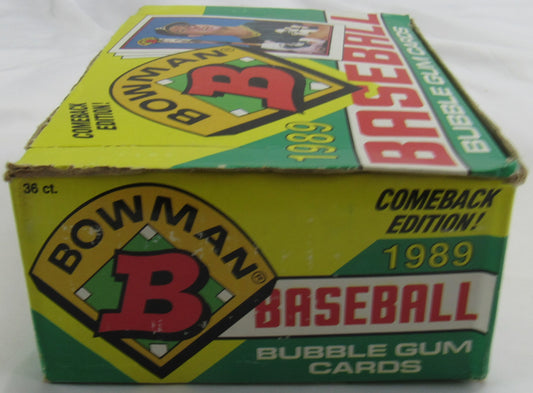 COMEBACK
EDITION!
BOWMAN
B
1989
BASEBALL
BUBBLE GUM CARDS
36 ct.
BOWMAN®
B
COMEBACK
EDITION!
1989
BASEBALL
BUBBLE GUM
CARDS